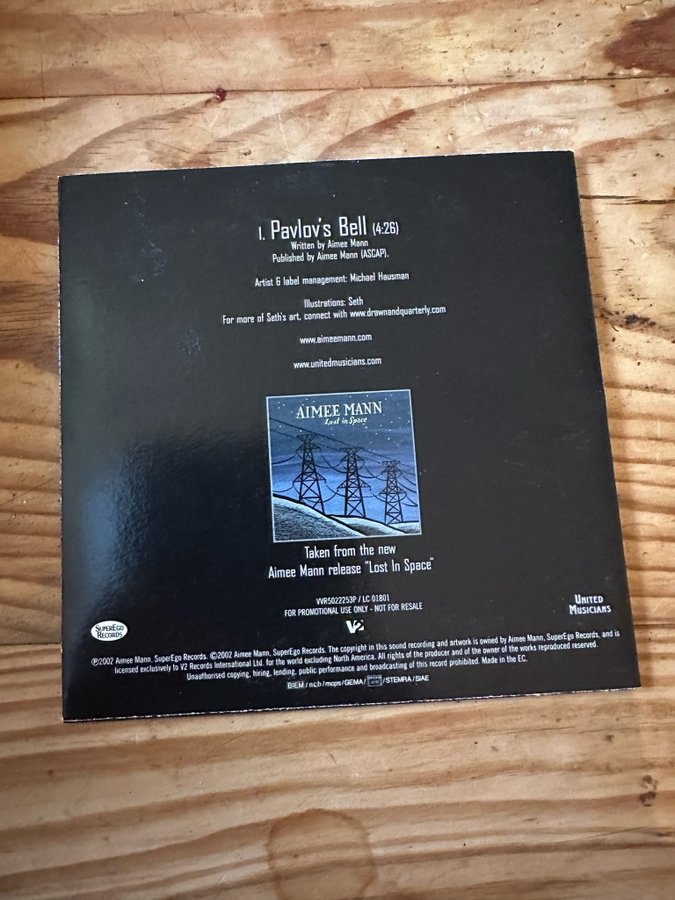 1. Pavlov's Bell (4:26)
Written by Aimee Mann
Published by Aimee Mann (ASCAP).
Artist & label management: Michael Hausman
Illustrations: Seth
For more of Seth's art, connect with www.drawnandquarterly.com
www.aimeemann.com
www.unitedmusicians.com
AIMEE MANN
Lost in Space
Taken from the new
Aimee Mann release "Lost In Space"
VVR5022253P / LC 01801
FOR PROMOTIONAL USE ONLY - NOT FOR RESALE
V2
SUPEREGO
RECORDS
UNITED
MUSICIANS
℗2002 Aimee Mann, SuperEgo Records. ©2002 Aimee Mann, SuperEgo Records. The copyright in this sound recording and artwork is owned by Aimee Mann, SuperEgo Records, and is
licensed exclusively to V2 Records International Ltd. for the world excluding North America. All rights of the producer and of the owner of the works reproduced reserved.
Unauthorised copying, hiring, lending, public performance and broadcasting of this record prohibited. Made in the EC.
BIEM / n©b / mcps / GEMA / / STEMRA / SIAE